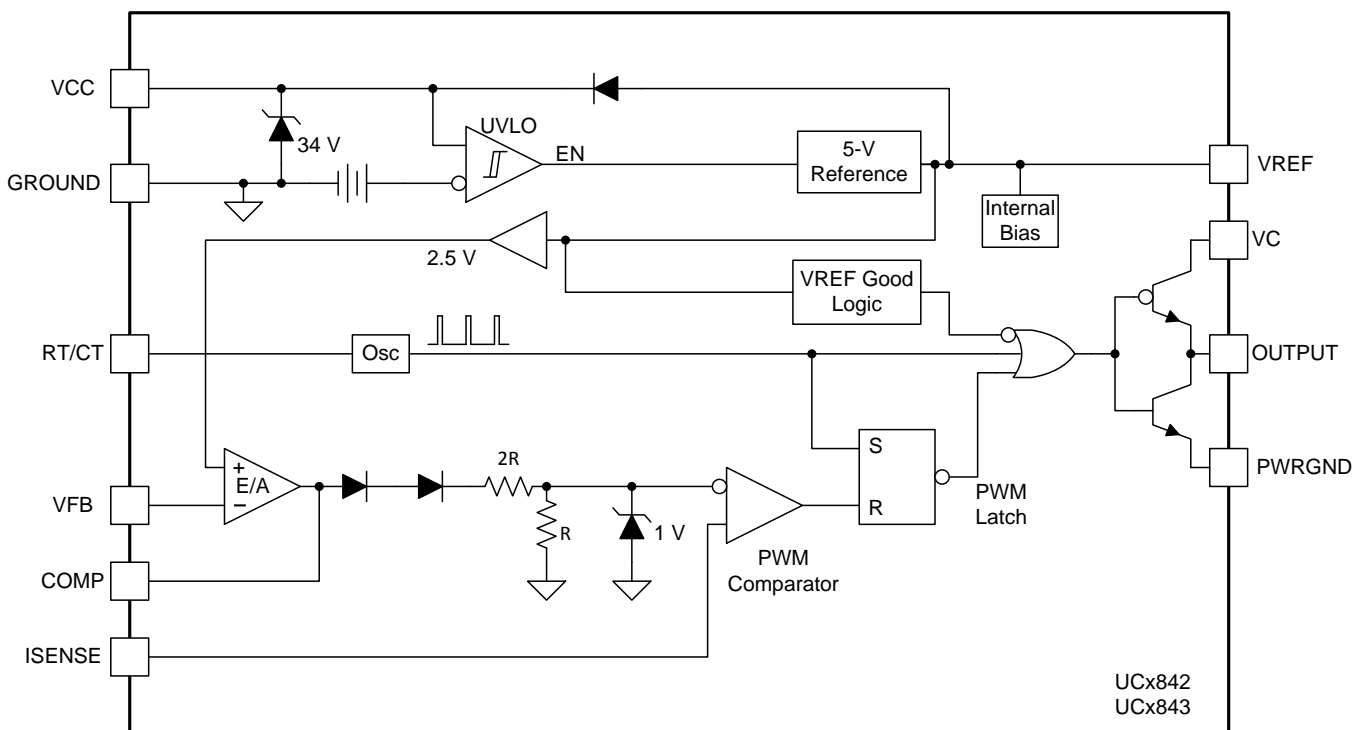 VCC
34 V
UVLO
EN
5-V
Reference
GROUND
VREF
Internal
Bias
VC
2.5 V
VREF Good
Logic
RT/CT
Osc
OUTPUT
S
R
PWM
Latch
PWRGND
+
E/A
−
2R
R
1 V
VFB
COMP
PWM
Comparator
ISENSE
UCx842
UCx843